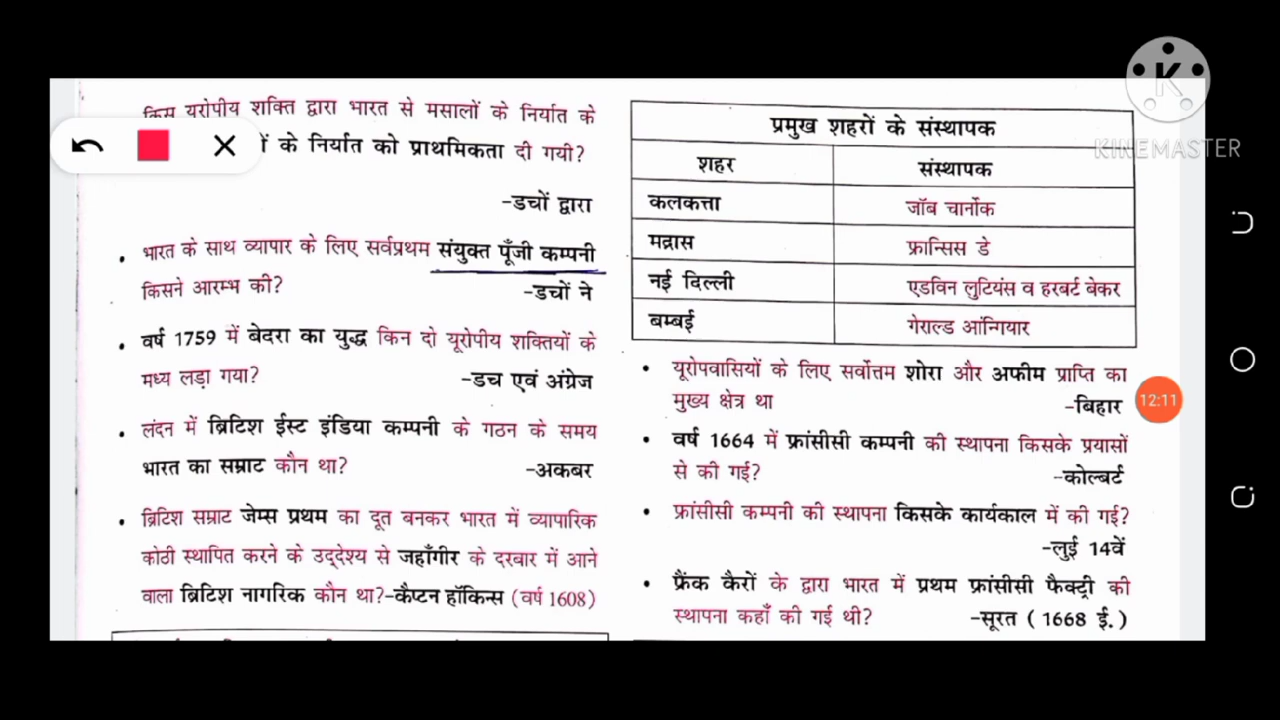 किस यूरोपीय शक्ति द्वारा भारत से मसालों के निर्यात के
के निर्यात को प्राथमिकता दी गयी?
-डचों द्वारा
• भारत के साथ व्यापार के लिए सर्वप्रथम संयुक्त पूँजी कम्पनी
किसने आरम्भ की? -डचों ने
• वर्ष 1759 में बेदरा का युद्ध किन दो यूरोपीय शक्तियों के
मध्य लड़ा गया? -डच एवं अंग्रेज
• लंदन में ब्रिटिश ईस्ट इंडिया कम्पनी के गठन के समय
भारत का सम्राट कौन था? -अकबर
• ब्रिटिश सम्राट जेम्स प्रथम का दूत बनकर भारत में व्यापारिक
कोठी स्थापित करने के उद्देश्य से जहाँगीर के दरबार में आने
वाला ब्रिटिश नागरिक कौन था?-कैप्टन हॉकिन्स (वर्ष 1608)
प्रमुख शहरों के संस्थापक
शहर संस्थापक
कलकत्ता जॉब चार्नोक
मद्रास फ्रान्सिस डे
नई दिल्ली एडविन लुटियंस व हरबर्ट बेकर
बम्बई गेराल्ड आंन्गियार
• यूरोपवासियों के लिए सर्वोत्तम शोरा और अफीम प्राप्ति का
मुख्य क्षेत्र था -बिहार
• वर्ष 1664 में फ्रांसीसी कम्पनी की स्थापना किसके प्रयासों
से की गई? -कोल्बर्ट
• फ्रांसीसी कम्पनी की स्थापना किसके कार्यकाल में की गई?
-लुई 14वें
• फ्रैंक कैरों के द्वारा भारत में प्रथम फ्रांसीसी फैक्ट्री की
स्थापना कहाँ की गई थी? -सूरत (1668 ई.)
K
KINEMASTER
12:11